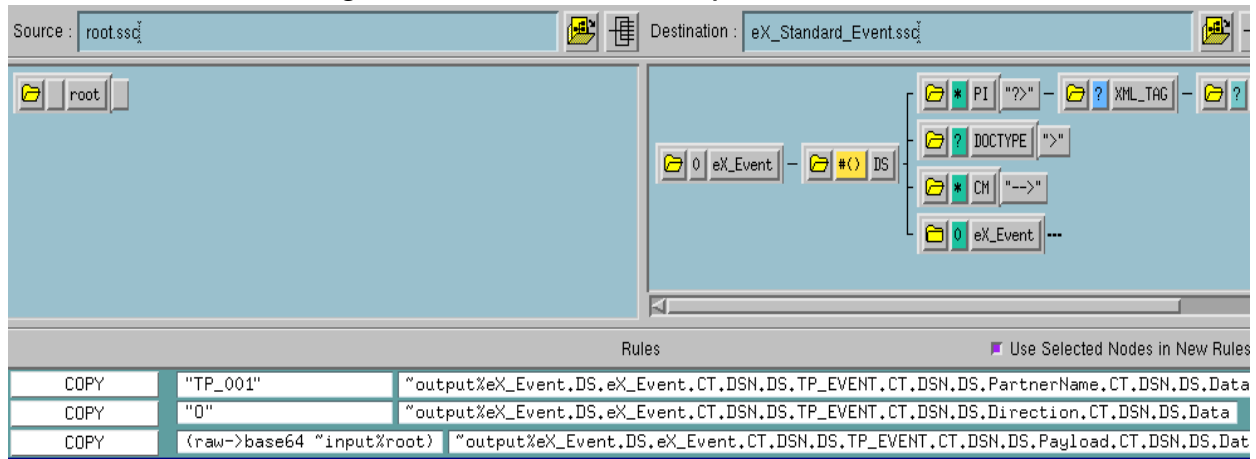 Source : root.ssc Destination : eX_Standard_Event.ssc
root
* PI "?>" ? XML_TAG ?
? DOCTYPE ">"
0 eX_Event #() DS
* CM "-->"
0 eX_Event
Rules Use Selected Nodes in New Rules
COPY "TP_001" ~output%eX_Event.DS.eX_Event.CT.DSN.DS.TP_EVENT.CT.DSN.DS.PartnerName.CT.DSN.DS.Data
COPY "O" ~output%eX_Event.DS.eX_Event.CT.DSN.DS.TP_EVENT.CT.DSN.DS.Direction.CT.DSN.DS.Data
COPY (raw->base64 ~input%root) ~output%eX_Event.DS.eX_Event.CT.DSN.DS.TP_EVENT.CT.DSN.DS.Payload.CT.DSN.DS.Dat